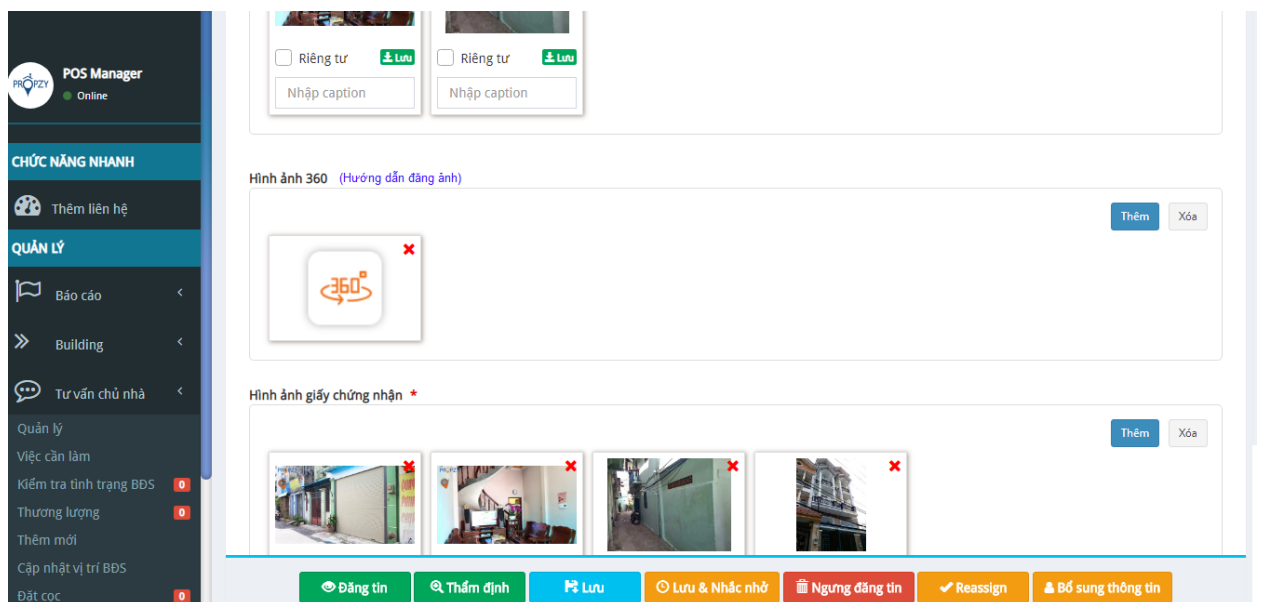 PROPZY
POS Manager
Online
CHỨC NĂNG NHANH
Thêm liên hệ
QUẢN LÝ
Báo cáo
Building
Tư vấn chủ nhà
Quản lý
Việc cần làm
Kiểm tra tình trạng BĐS 0
Thương lượng 0
Thêm mới
Cập nhật vị trí BĐS
Đặt cọc 0
Riêng tư Lưu Riêng tư Lưu
Nhập caption Nhập caption
Hình ảnh 360 (Hướng dẫn đăng ảnh)
Thêm Xóa
360°
Hình ảnh giấy chứng nhận *
Thêm Xóa
Đăng tin Thẩm định Lưu Lưu & Nhắc nhở Ngưng đăng tin Reassign Bổ sung thông tin